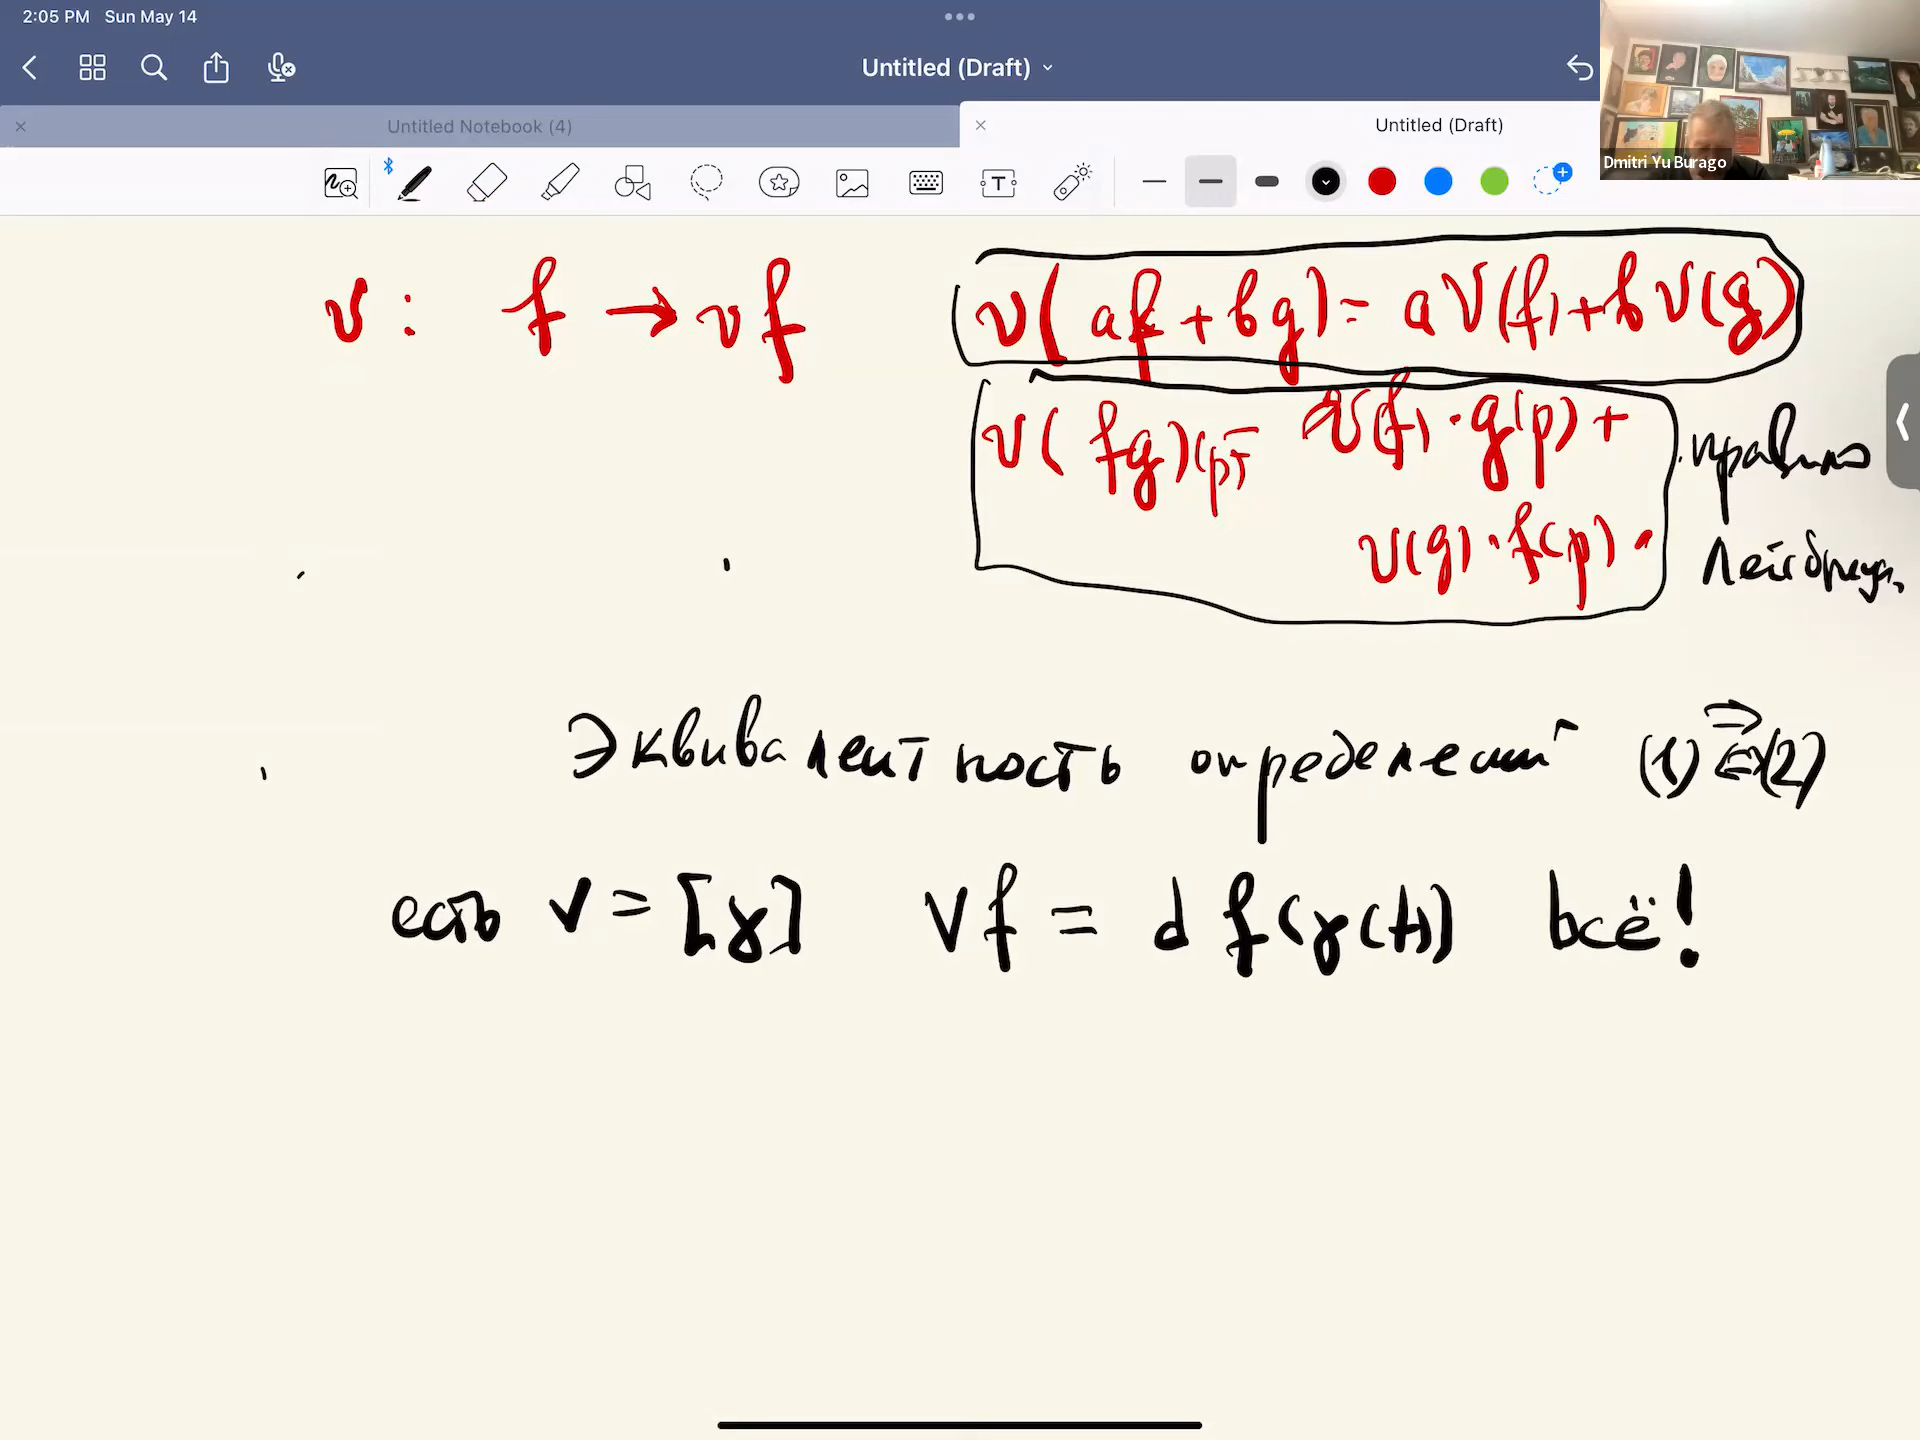 2:05 PM Sun May 14
Untitled (Draft)
Untitled Notebook (4)
Untitled (Draft)
Dmitri Yu Burago
v: f → vf
v(af + bg) = aV(f) + bV(g)
v(fg)(p) = V(f)·g(p) +
V(g)·f(p).
правило
Лейбница,
Эквивалентность определений (1) ⇔ (2)
есть v = [γ] Vf = d f(γ(t)) всё!